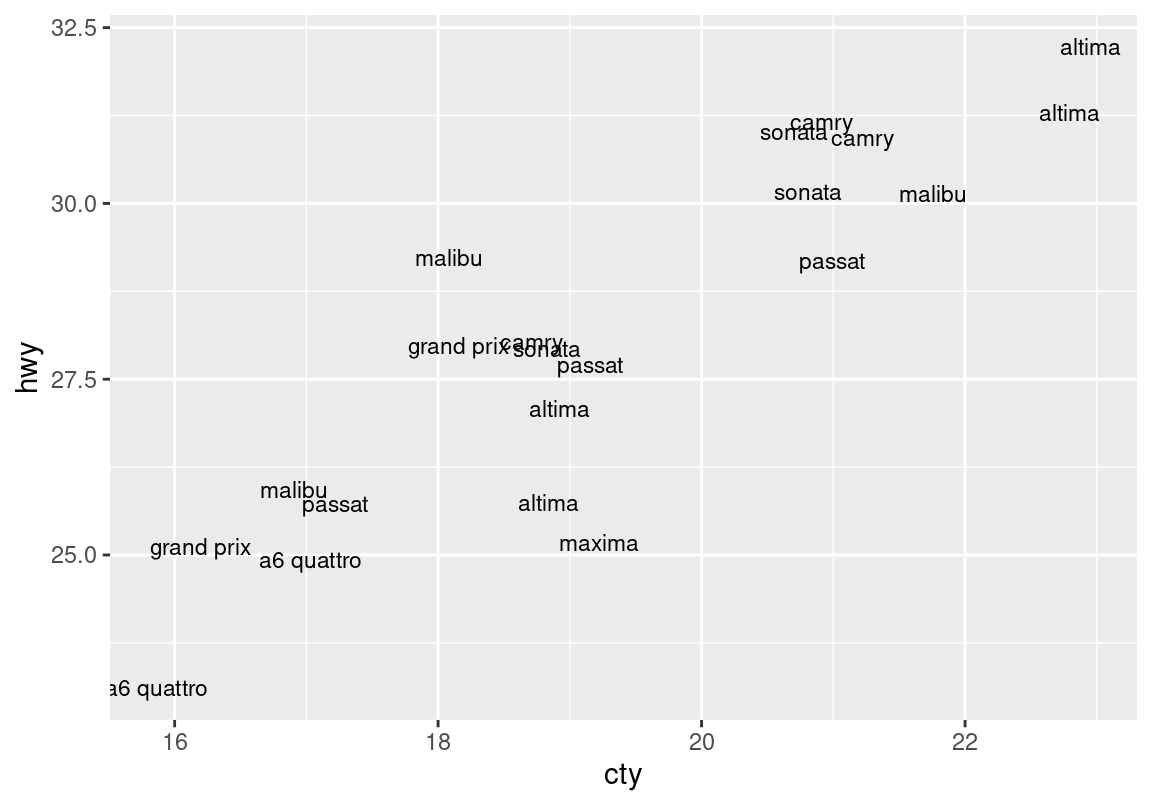 32.5
altima
altima
camry
sonata
camry
30.0
sonata
malibu
malibu
passat
grand prix
camry
sonata
passat
hwy
27.5
altima
malibu
passat
altima
grand prix
maxima
25.0
a6 quattro
a6 quattro
16
18
20
22
cty